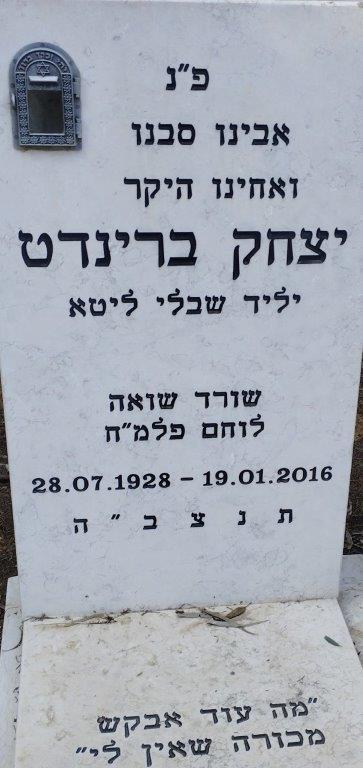 פ"נ
אבינו סבנו
ואחינו היקר
יצחק ברינדט
יליד שבלי ליטא
שורד שואה
לוחם פלמ"ח
28.07.1928 – 19.01.2016
ת נ צ ב " ה
"מה עוד אבקש
מכורה שאין לי"